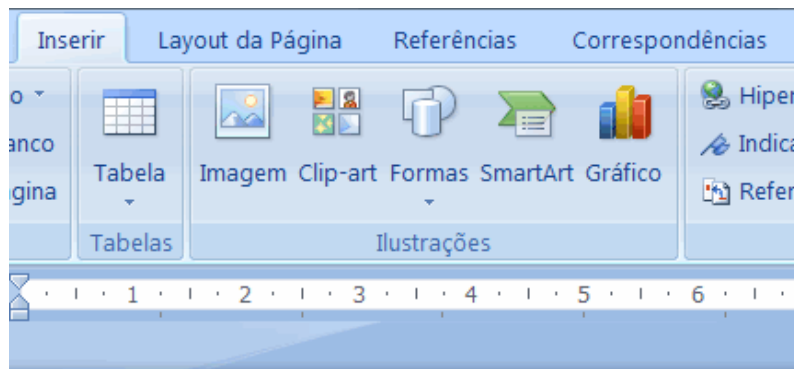 Inserir Layout da Página Referências Correspondências
Tabela Imagem Clip-art Formas SmartArt Gráfico
Tabelas Ilustrações
1 2 3 4 5 6